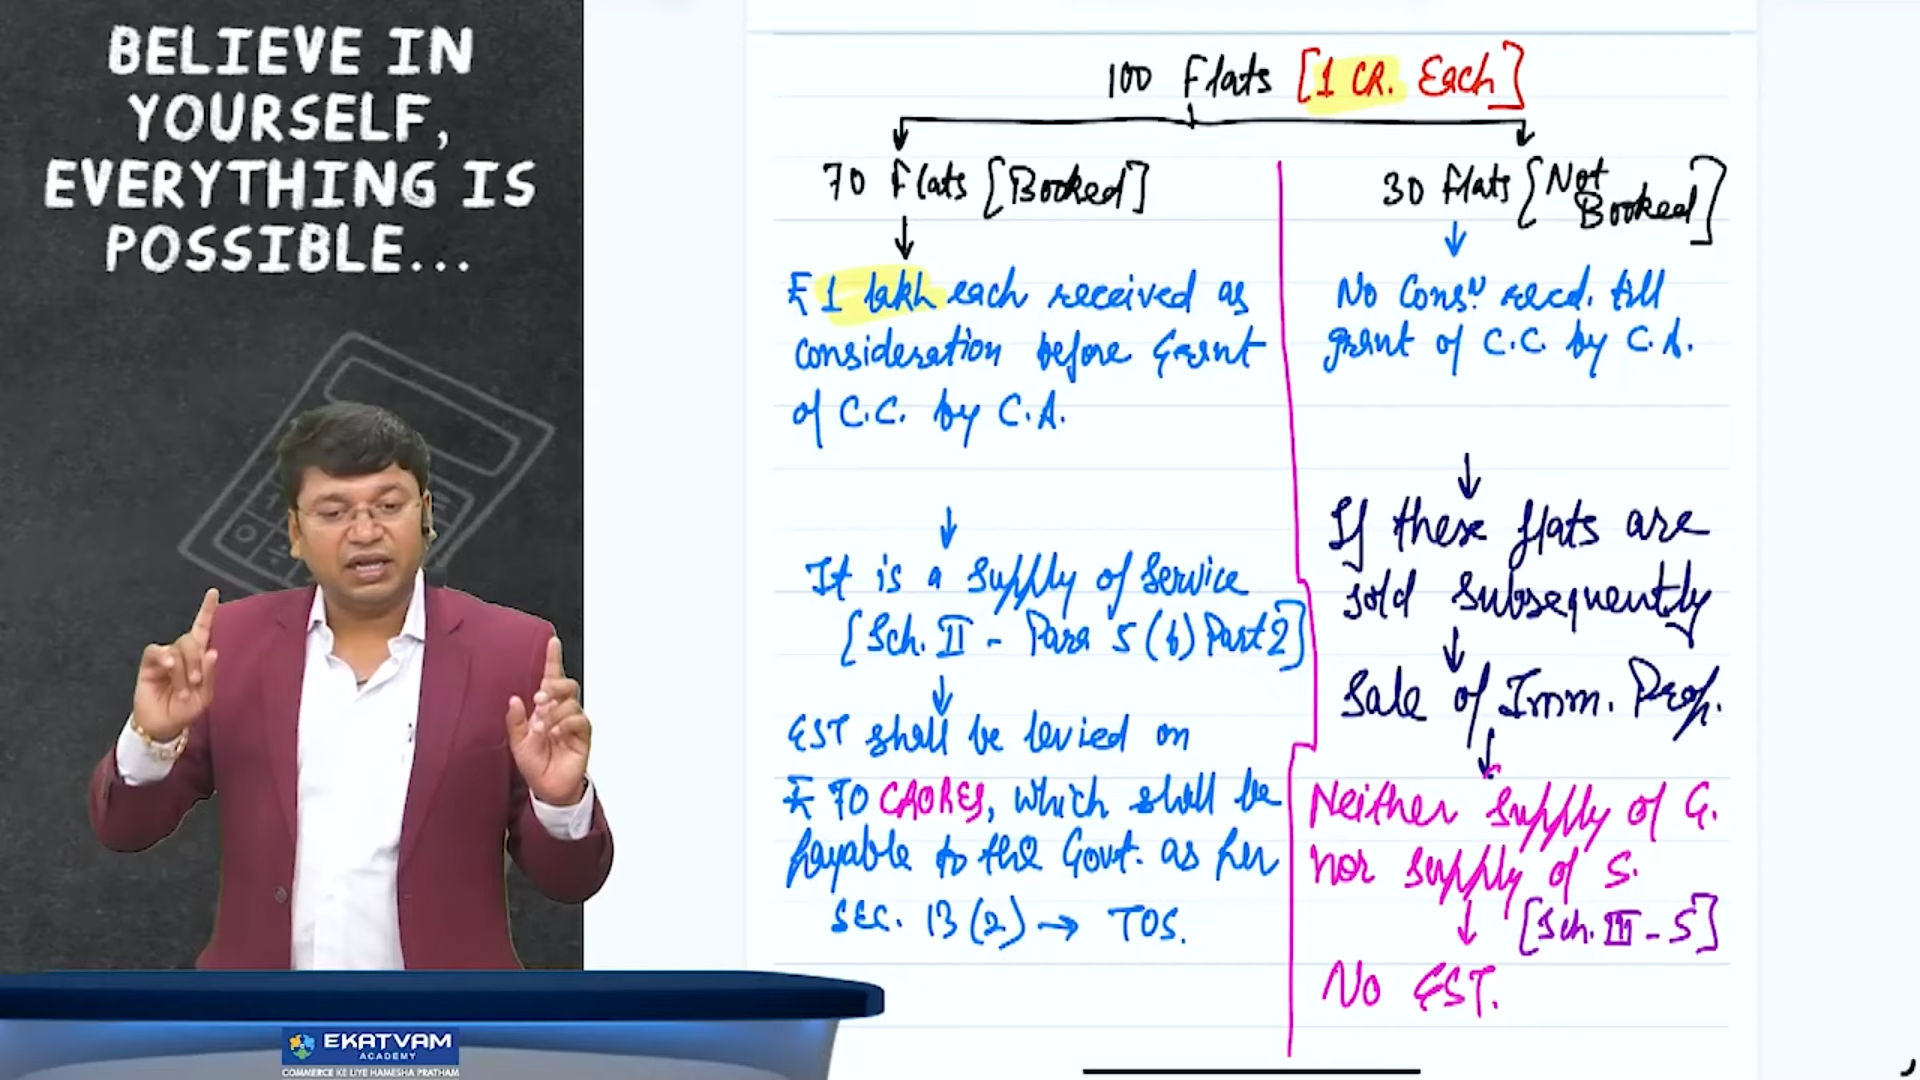 BELIEVE IN
YOURSELF,
EVERYTHING IS
POSSIBLE...
100 Flats [1 CR. Each]
70 Flats [Booked]
₹ 1 lakh each received as
consideration before Grant
of C.C. by C.A.
It is a supply of service
[Sch. II - Para 5(b) Part 2]
GST shall be levied on
₹ 70 CRORES, which shall be
payable to the Govt. as per
SEC. 13(2) → TOS.
30 flats [Not Booked]
No Consn. recd. till
grant of C.C. by C.A.
If these flats are
sold subsequently
Sale of Imm. Prop.
Neither Supply of G.
nor supply of S.
[Sch. III - 5]
No GST.
EKATVAM
ACADEMY
COMMERCE KE LIYE HAMESHA PRATHAM